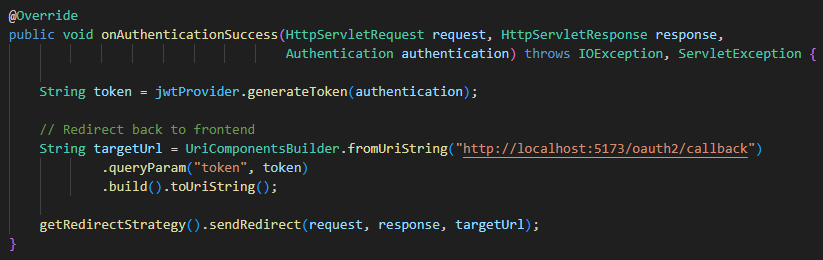 @Override
public void onAuthenticationSuccess(HttpServletRequest request, HttpServletResponse response,
Authentication authentication) throws IOException, ServletException {
String token = jwtProvider.generateToken(authentication);
// Redirect back to frontend
String targetUrl = UriComponentsBuilder.fromUriString("http://localhost:5173/oauth2/callback")
.queryParam("token", token)
.build().toUriString();
getRedirectStrategy().sendRedirect(request, response, targetUrl);
}